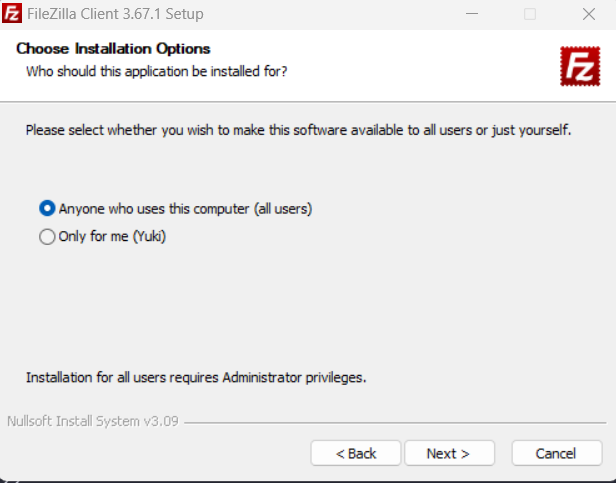 FileZilla Client 3.67.1 Setup
Choose Installation Options
Who should this application be installed for?
Fz
Please select whether you wish to make this software available to all users or just yourself.
Anyone who uses this computer (all users)
Only for me (Yuki)
Installation for all users requires Administrator privileges.
Nullsoft Install System v3.09
< Back Next > Cancel